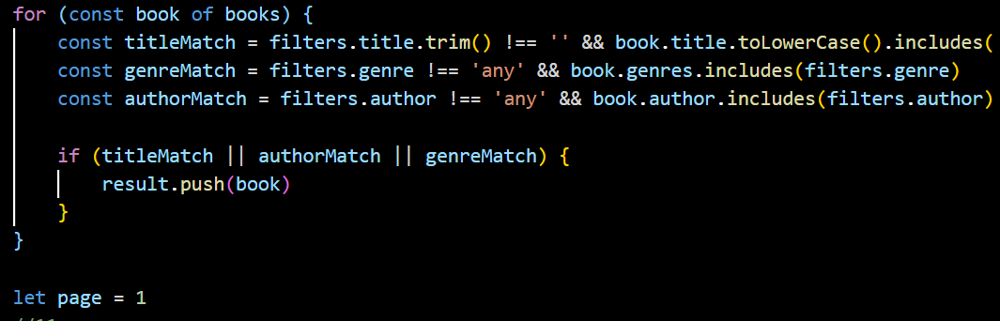 for (const book of books) {
    const titleMatch = filters.title.trim() !== '' && book.title.toLowerCase().includes(
    const genreMatch = filters.genre !== 'any' && book.genres.includes(filters.genre)
    const authorMatch = filters.author !== 'any' && book.author.includes(filters.author)
    if (titleMatch || authorMatch || genreMatch) {
        result.push(book)
    }
}
let page = 1